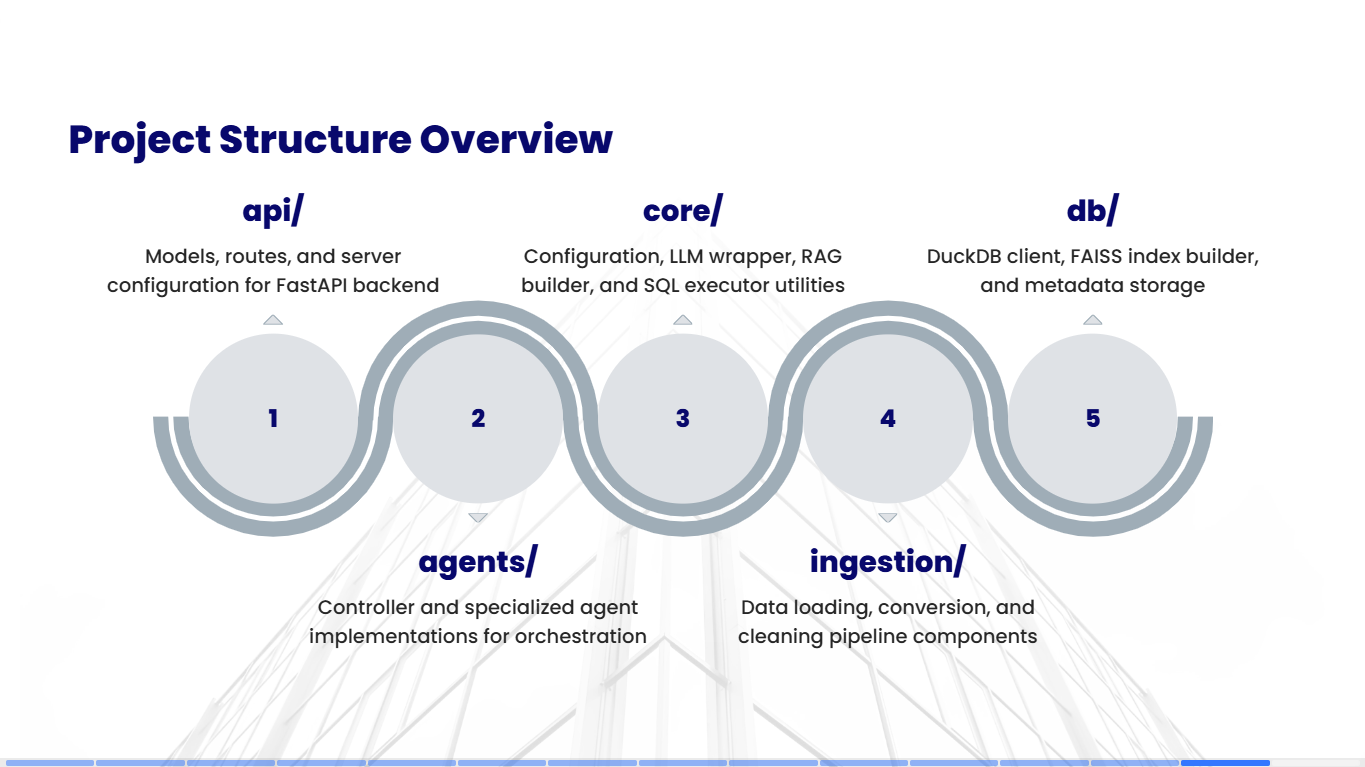 Project Structure Overview
api/
Models, routes, and server
configuration for FastAPI backend
core/
Configuration, LLM wrapper, RAG
builder, and SQL executor utilities
db/
DuckDB client, FAISS index builder,
and metadata storage
1
2
3
4
5
agents/
Controller and specialized agent
implementations for orchestration
ingestion/
Data loading, conversion, and
cleaning pipeline components